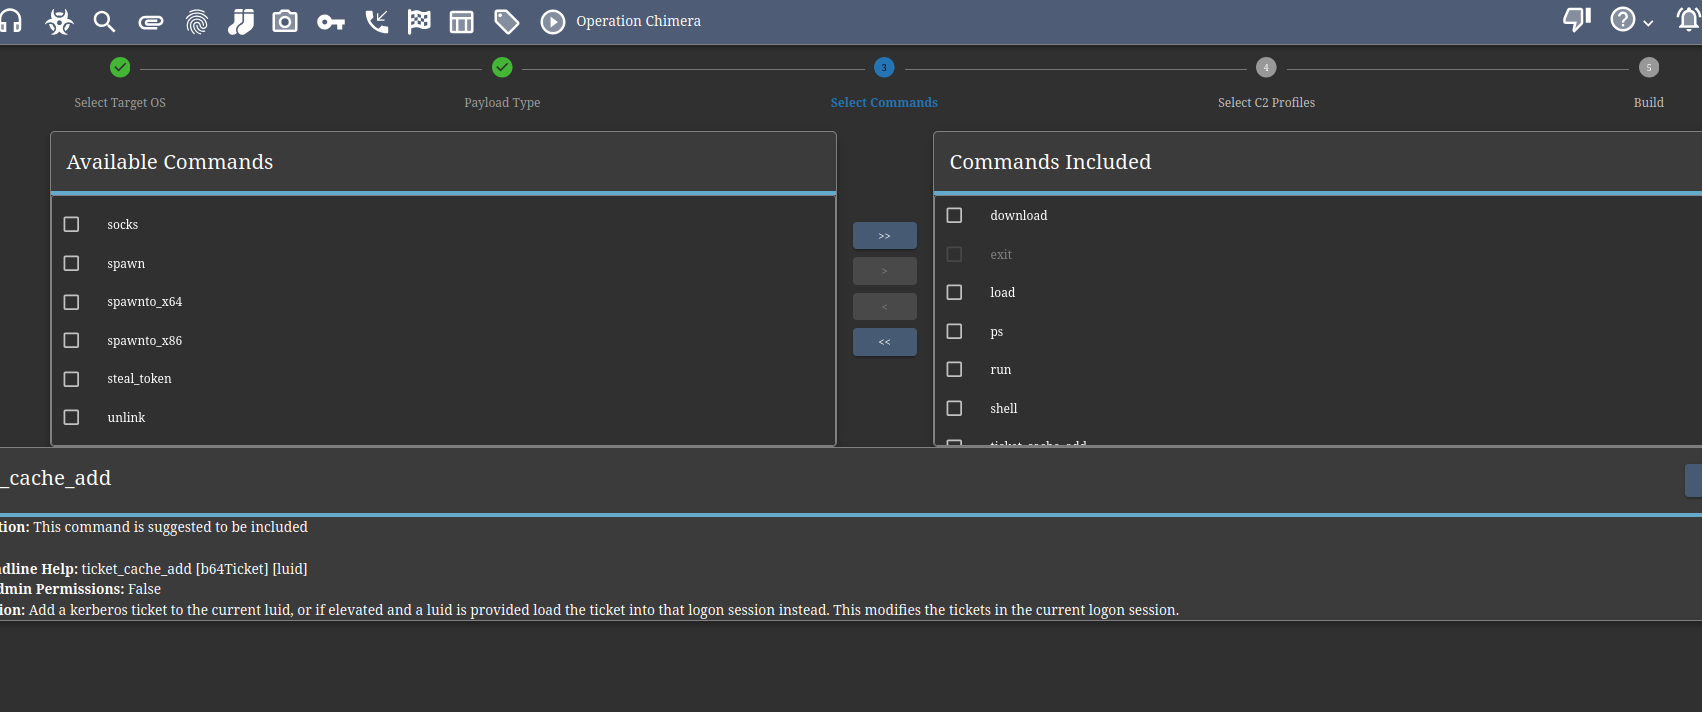 Operation Chimera
3
4
5
Select Target OS
Payload Type
Select Commands
Select C2 Profiles
Build
Available Commands
socks
spawn
spawnto_x64
spawnto_x86
steal_token
unlink
>>
>
<
<<
Commands Included
download
exit
load
ps
run
shell
ticket_cache_add
_cache_add
tion: This command is suggested to be included
dline Help: ticket_cache_add [b64Ticket] [luid]
dmin Permissions: False
ion: Add a kerberos ticket to the current luid, or if elevated and a luid is provided load the ticket into that logon session instead. This modifies the tickets in the current logon session.